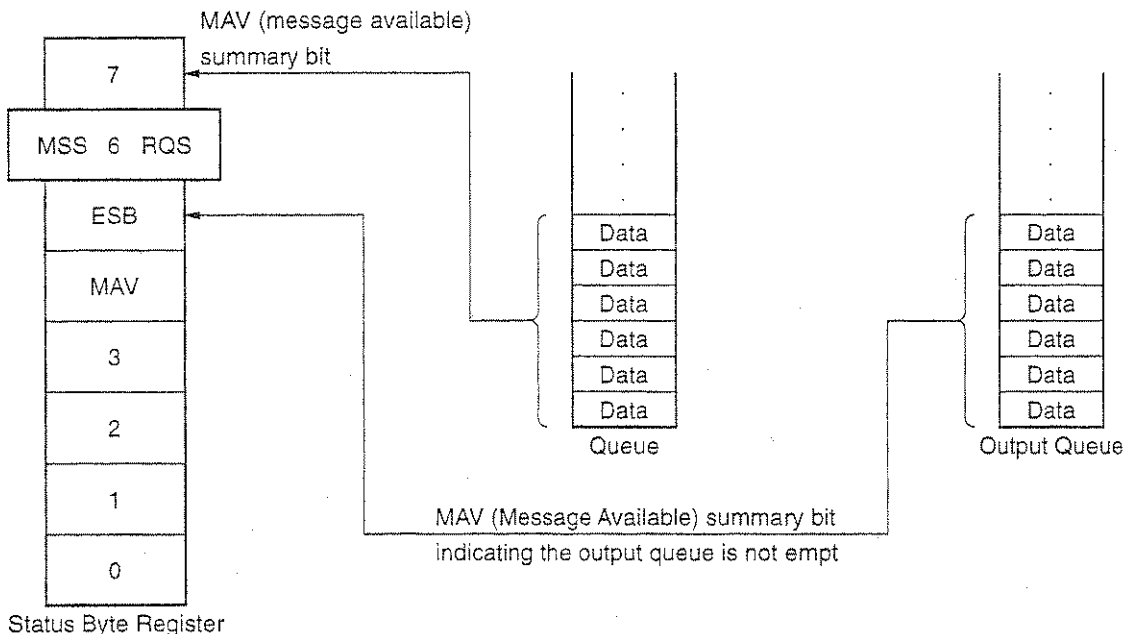 MAV (message available)
summary bit
7
MSS 6 RQS
ESB
MAV
3
2
1
0
Status Byte Register
.
.
.
.
Data
Data
Data
Data
Data
Data
Queue
.
.
.
.
Data
Data
Data
Data
Data
Data
Output Queue
MAV (Message Available) summary bit
indicating the output queue is not empt